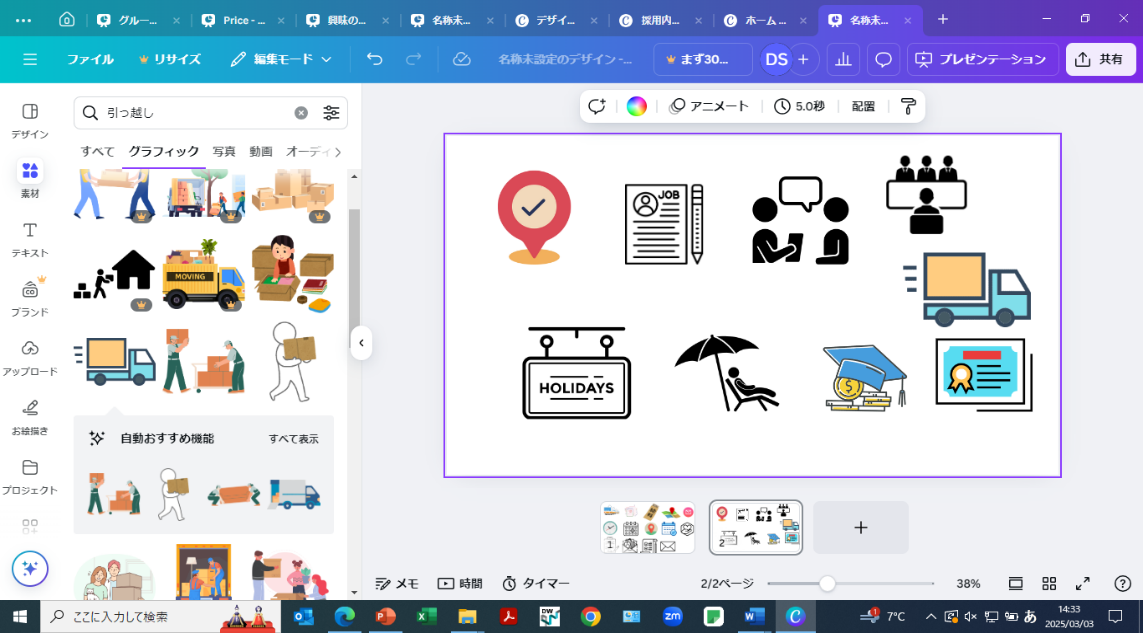 グルー...
Price - ...
興味の...
名称未...
デザイ...
採用内...
ホーム ...
名称未...
ファイル
リサイズ
編集モード
名称未設定のデザイン -...
まず30...
DS
プレゼンテーション
共有
デザイン
素材
テキスト
ブランド
アップロード
お絵描き
プロジェクト
引っ越し
すべて
グラフィック
写真
動画
オーディ
MOVING
自動おすすめ機能
すべて表示
アニメート
5.0秒
配置
JOB
HOLIDAYS
2
メモ
時間
タイマー
2/2ページ
38%
ここに入力して検索
7°C
あ
14:33
2025/03/03